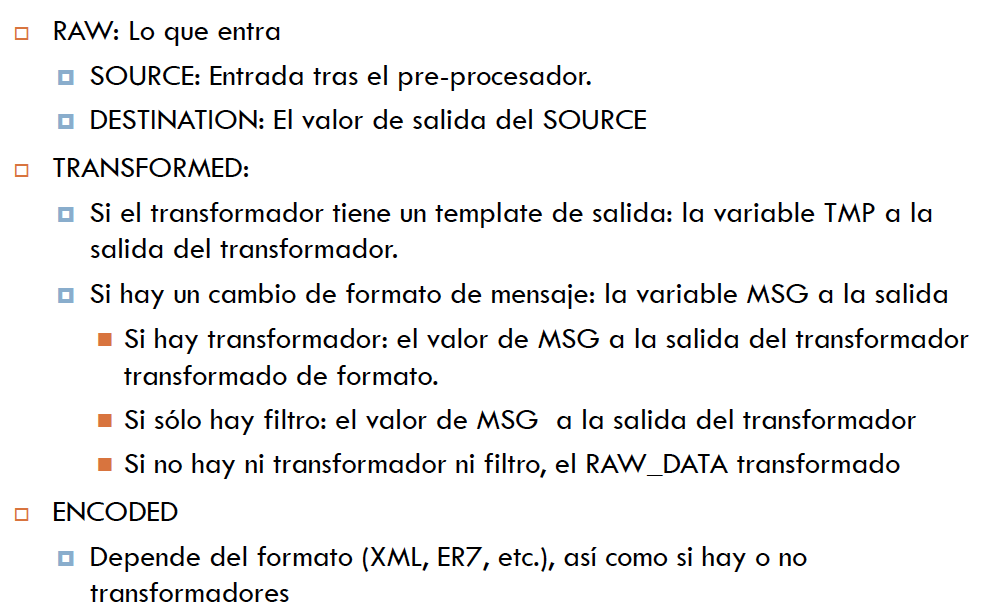 RAW: Lo que entra
SOURCE: Entrada tras el pre-procesador.
DESTINATION: El valor de salida del SOURCE
TRANSFORMED:
Si el transformador tiene un template de salida: la variable TMP a la
salida del transformador.
Si hay un cambio de formato de mensaje: la variable MSG a la salida
Si hay transformador: el valor de MSG a la salida del transformador
transformado de formato.
Si sólo hay filtro: el valor de MSG a la salida del transformador
Si no hay ni transformador ni filtro, el RAW_DATA transformado
ENCODED
Depende del formato (XML, ER7, etc.), así como si hay o no
transformadores